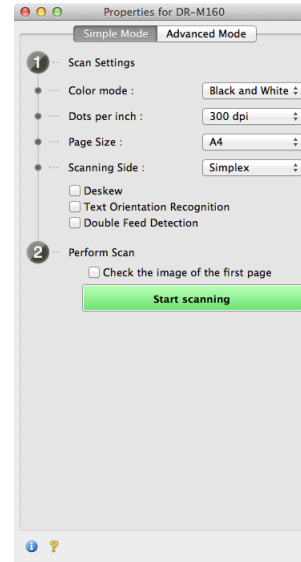 Properties for DR-M160
Simple Mode Advanced Mode
1 Scan Settings
Color mode : Black and White
Dots per inch : 300 dpi
Page Size : A4
Scanning Side : Simplex
Deskew
Text Orientation Recognition
Double Feed Detection
2 Perform Scan
Check the image of the first page
Start scanning
i ?